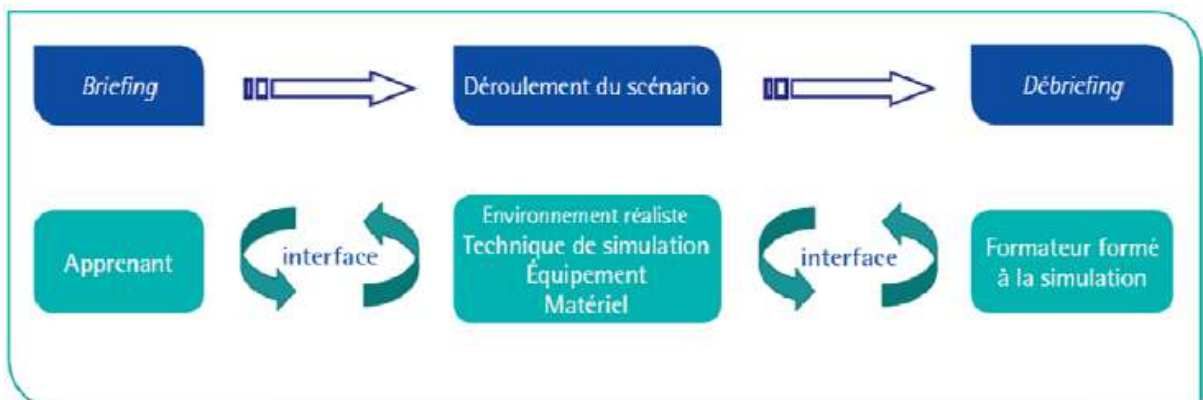 Briefing
Déroulement du scénario
Débriefing
Apprenant
interface
Environnement réaliste
Technique de simulation
Équipement
Matériel
interface
Formateur formé
à la simulation